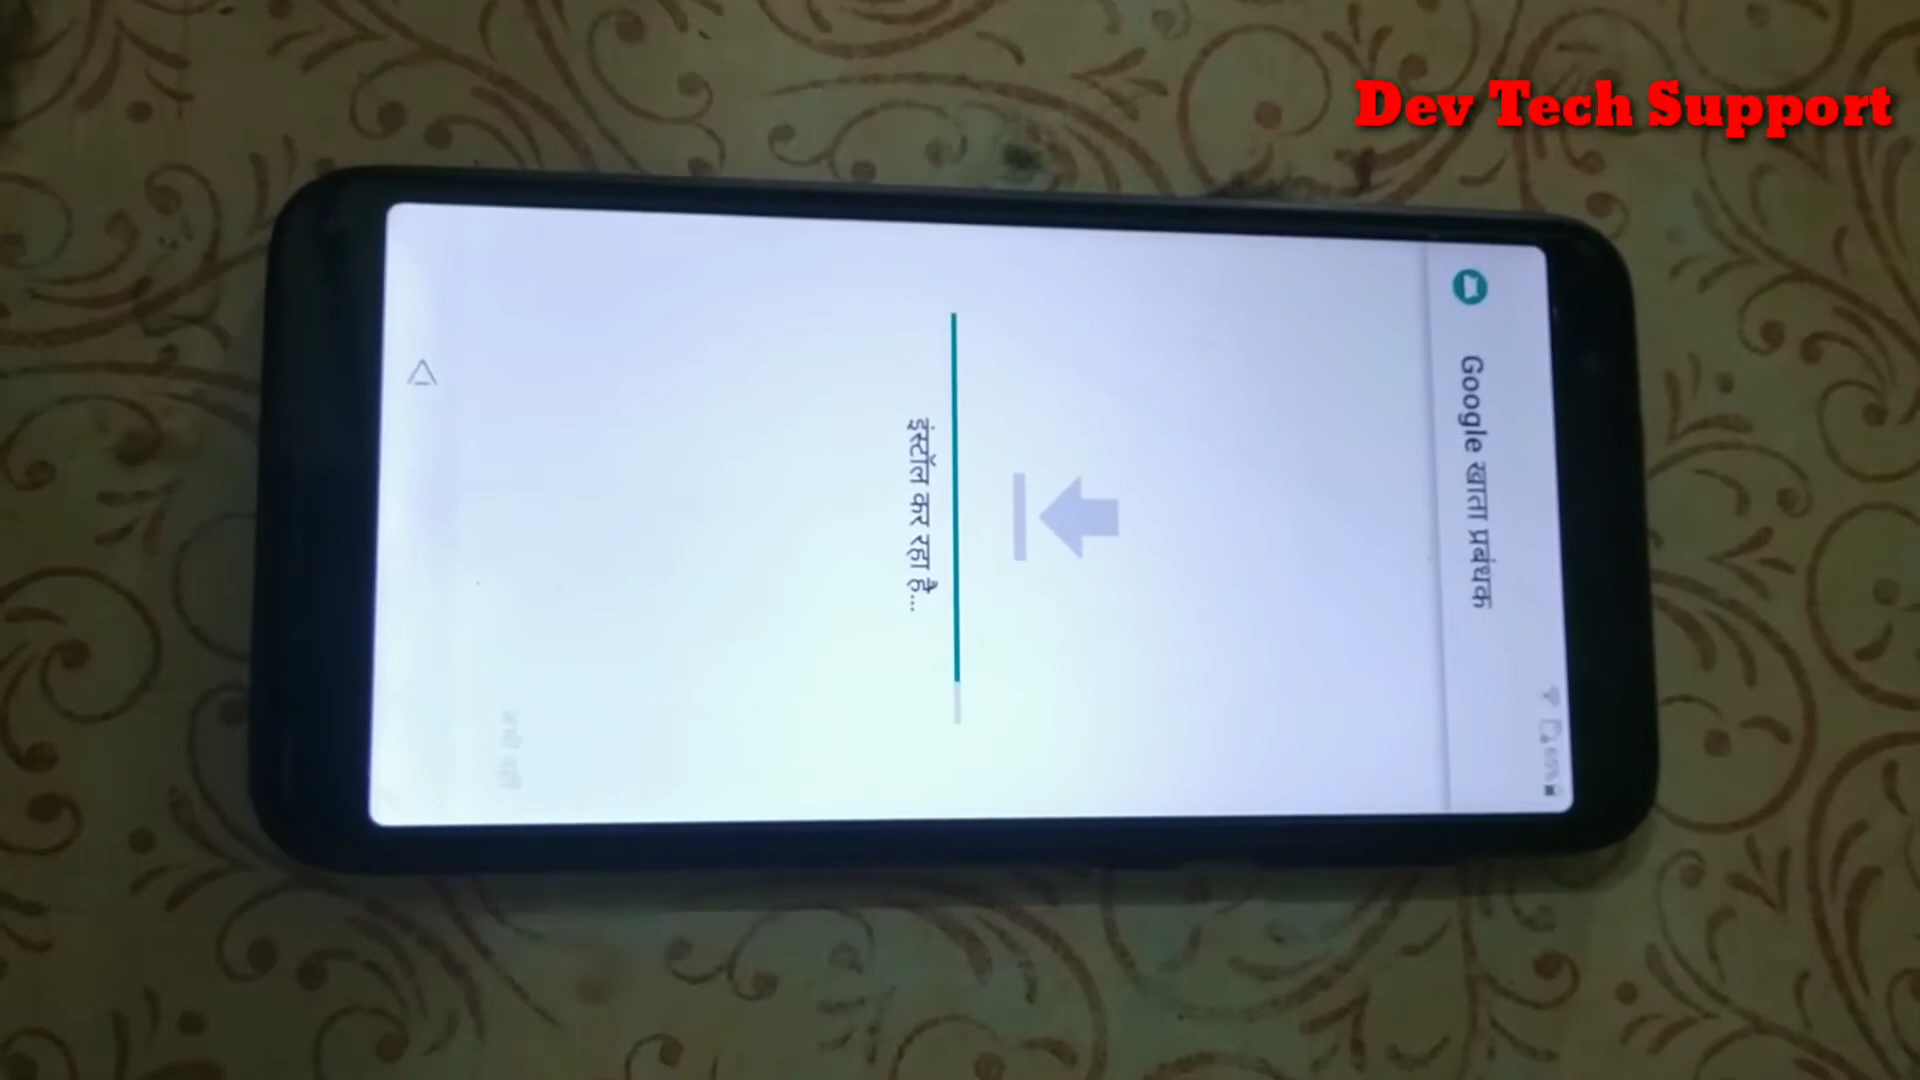 Dev Tech Support
Google खाता प्रबंधक
इंस्टॉल कर रहा है...